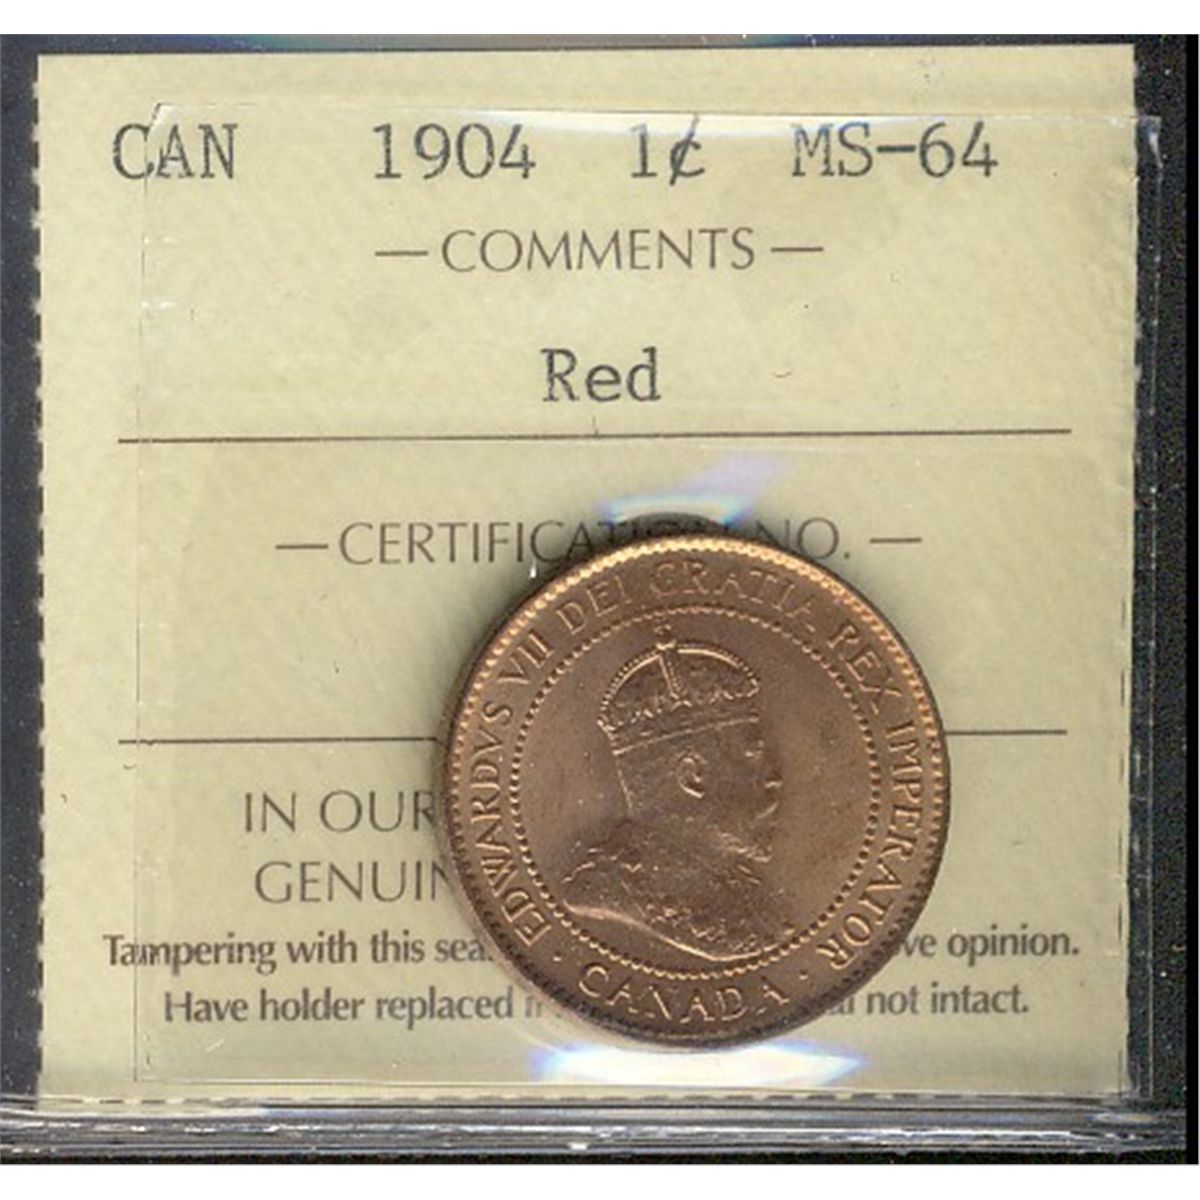 CAN 1904 1¢ MS-64
— COMMENTS —
Red
— CERTIFICATION NO. —
EDWARDVS VII DEI GRATIA REX IMPERATOR
· CANADA ·
IN OUR
GENUIN
Tampering with this sea ve opinion.
Have holder replaced not intact.